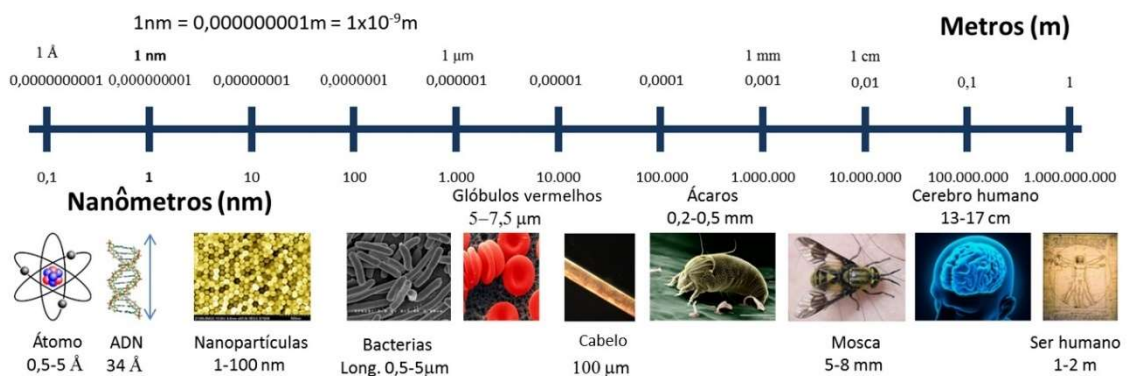 1nm = 0,000000001m = 1x10⁻⁹m
Metros (m)
1 Å 1 nm 1 μm 1 mm 1 cm
0,0000000001 0,000000001 0,00000001 0,0000001 0,000001 0,00001 0,0001 0,001 0,01 0,1 1
0,1 1 10 100 1.000 10.000 100.000 1.000.000 10.000.000 100.000.000 1.000.000.000
Nanômetros (nm)
Glóbulos vermelhos
5–7,5 μm
Ácaros
0,2-0,5 mm
Cerebro humano
13-17 cm
Átomo
0,5-5 Å
ADN
34 Å
Nanopartículas
1-100 nm
Bacterias
Long. 0,5-5μm
Cabelo
100 μm
Mosca
5-8 mm
Ser humano
1-2 m